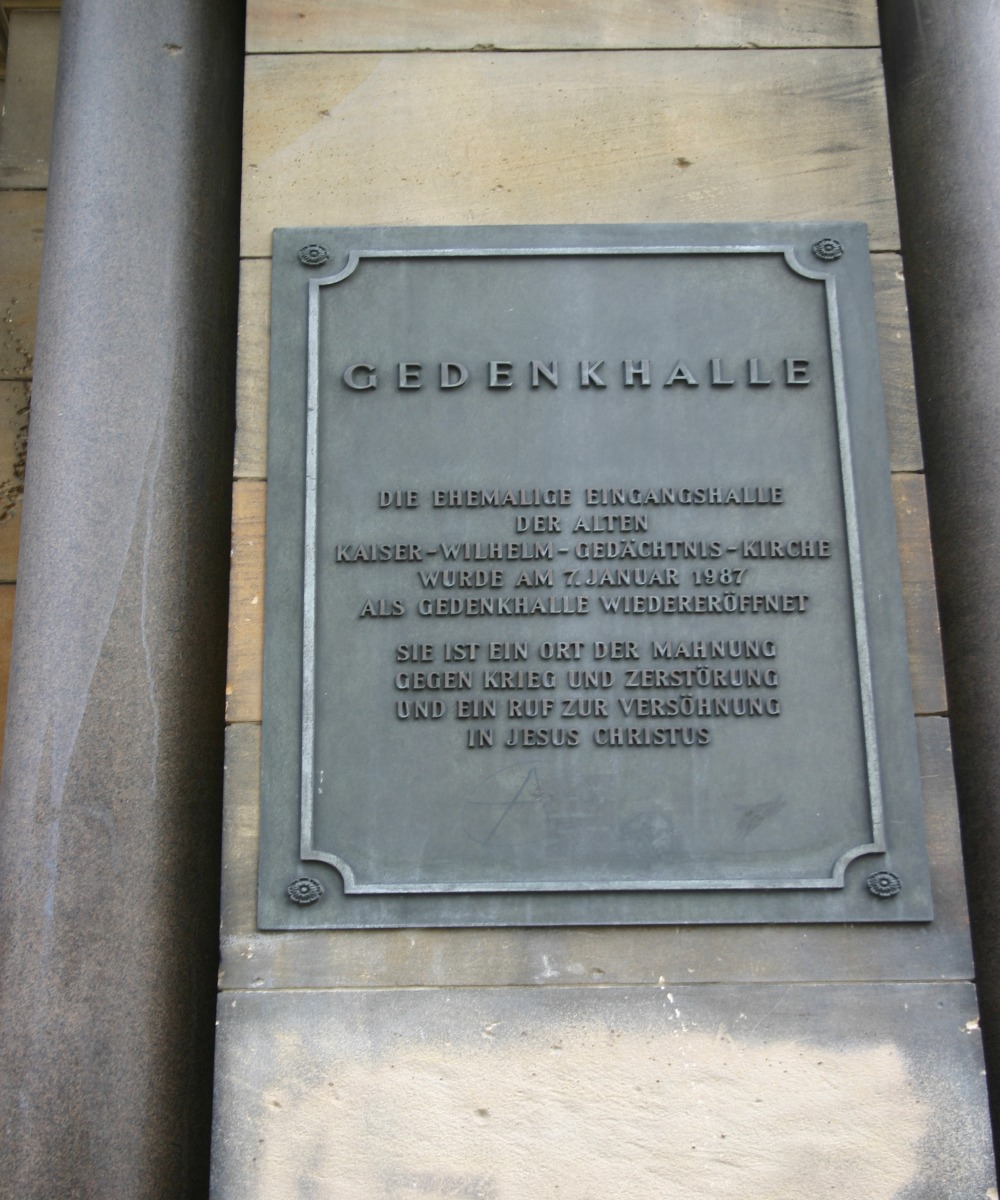 GEDENKHALLE
DIE EHEMALIGE EINGANGSHALLE
DER ALTEN
KAISER-WILHELM-GEDÄCHTNIS-KIRCHE
WURDE AM 7. JANUAR 1987
ALS GEDENKHALLE WIEDERERÖFFNET
SIE IST EIN ORT DER MAHNUNG
GEGEN KRIEG UND ZERSTÖRUNG
UND EIN RUF ZUR VERSÖHNUNG
IN JESUS CHRISTUS